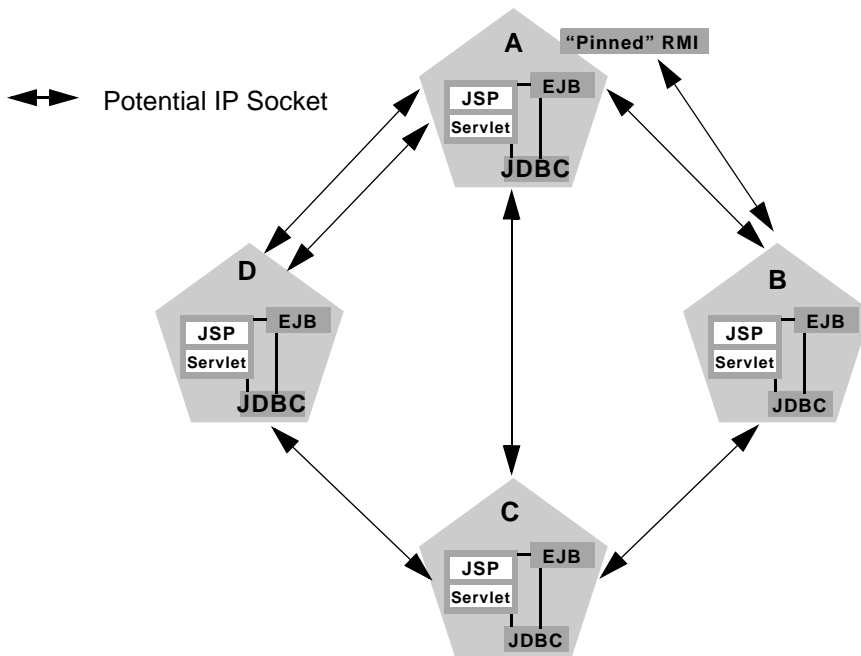 A
“Pinned” RMI
Potential IP Socket
JSP
Servlet
EJB
JDBC
D
JSP
Servlet
EJB
JDBC
B
JSP
Servlet
EJB
JDBC
C
JSP
Servlet
EJB
JDBC